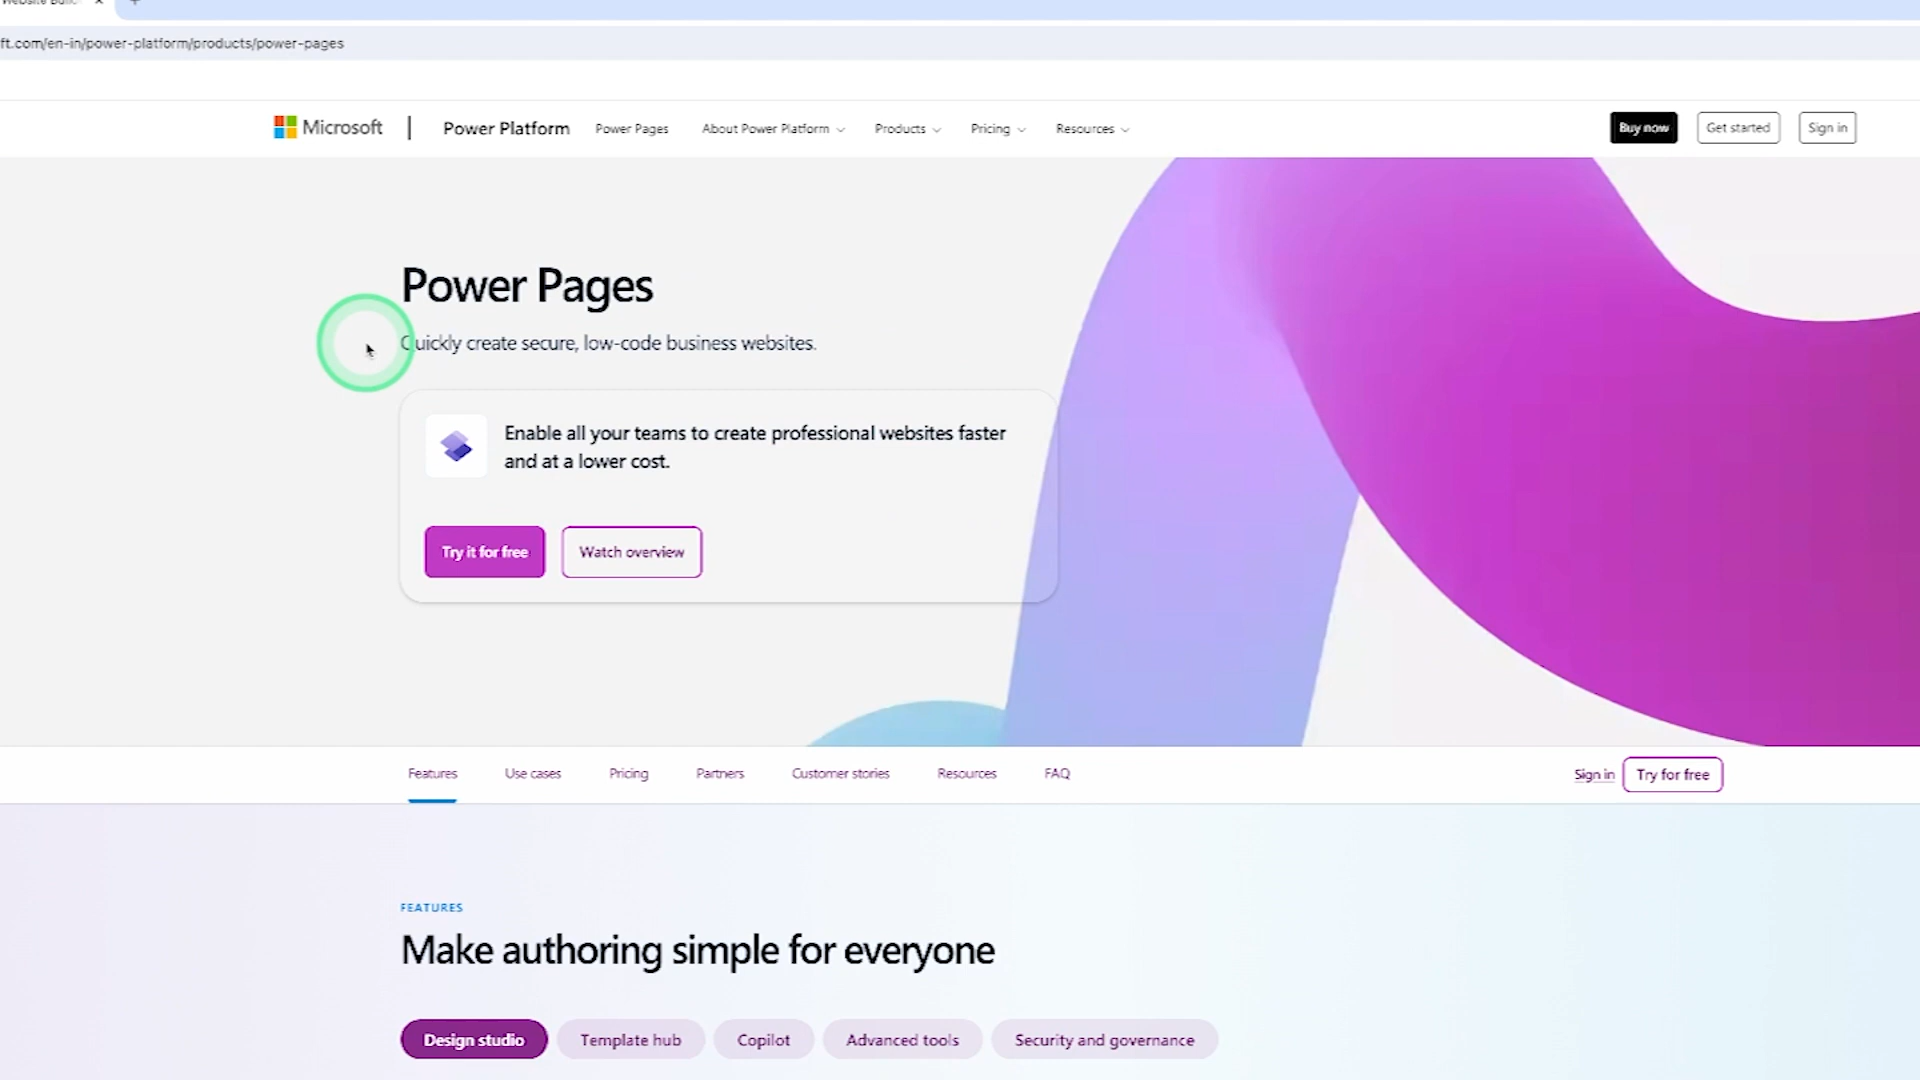 ft.com/en-in/power-platform/products/power-pages
Microsoft | Power Platform Power Pages About Power Platform Products Pricing Resources Buy now Get started Sign in
Power Pages
Quickly create secure, low-code business websites.
Enable all your teams to create professional websites faster
and at a lower cost.
Try it for free Watch overview
Features Use cases Pricing Partners Customer stories Resources FAQ Sign in Try for free
FEATURES
Make authoring simple for everyone
Design studio Template hub Copilot Advanced tools Security and governance